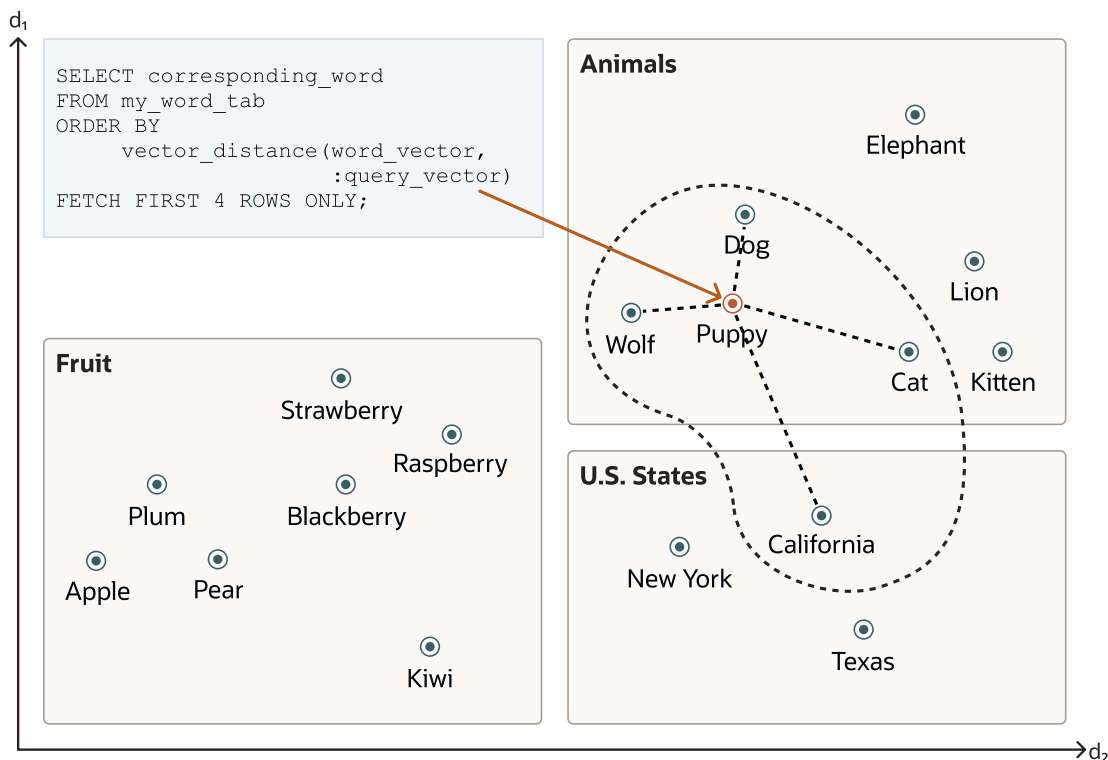 d₁
SELECT corresponding_word
FROM my_word_tab
ORDER BY
vector_distance(word_vector,
:query_vector)
FETCH FIRST 4 ROWS ONLY;
Animals
Elephant
Dog
Lion
Wolf
Puppy
Cat
Kitten
Fruit
Strawberry
Raspberry
Plum
Blackberry
Apple
Pear
Kiwi
U.S. States
California
New York
Texas
d₂